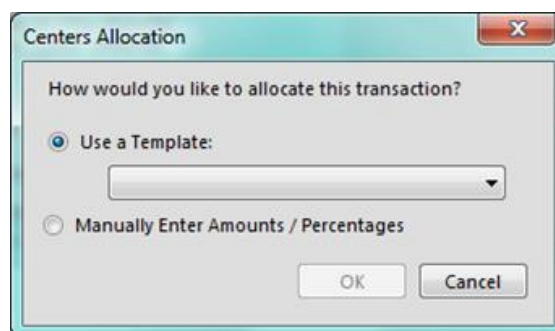 Centers Allocation
How would you like to allocate this transaction?
Use a Template:
Manually Enter Amounts / Percentages
OK Cancel